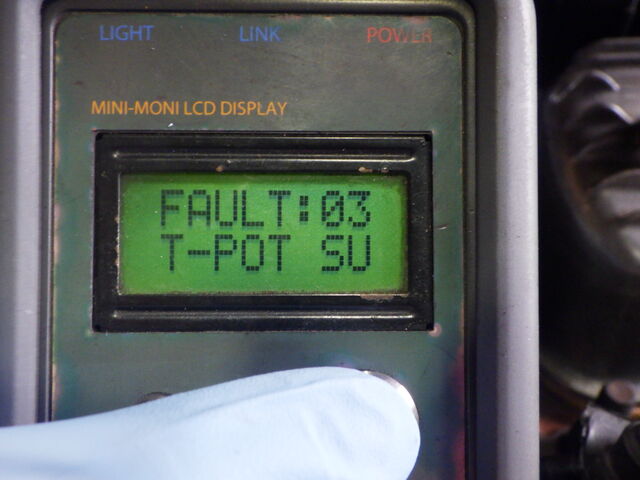 LIGHT LINK POWER
MINI-MONI LCD DISPLAY
FAULT:03
T-POT SU